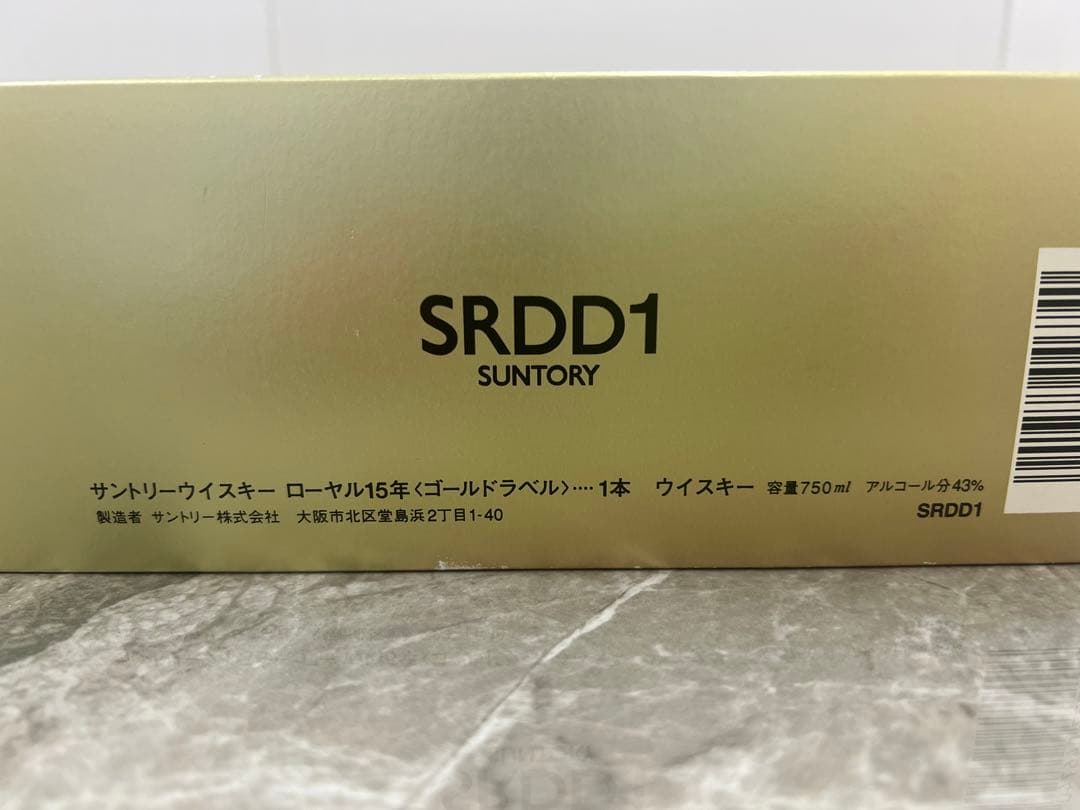 SRDD1
SUNTORY
サントリーウイスキー ローヤル15年〈ゴールドラベル〉‥‥1本 ウイスキー 容量750ml アルコール分43%
製造者 サントリー株式会社 大阪市北区堂島浜2丁目1-40
SRDD1